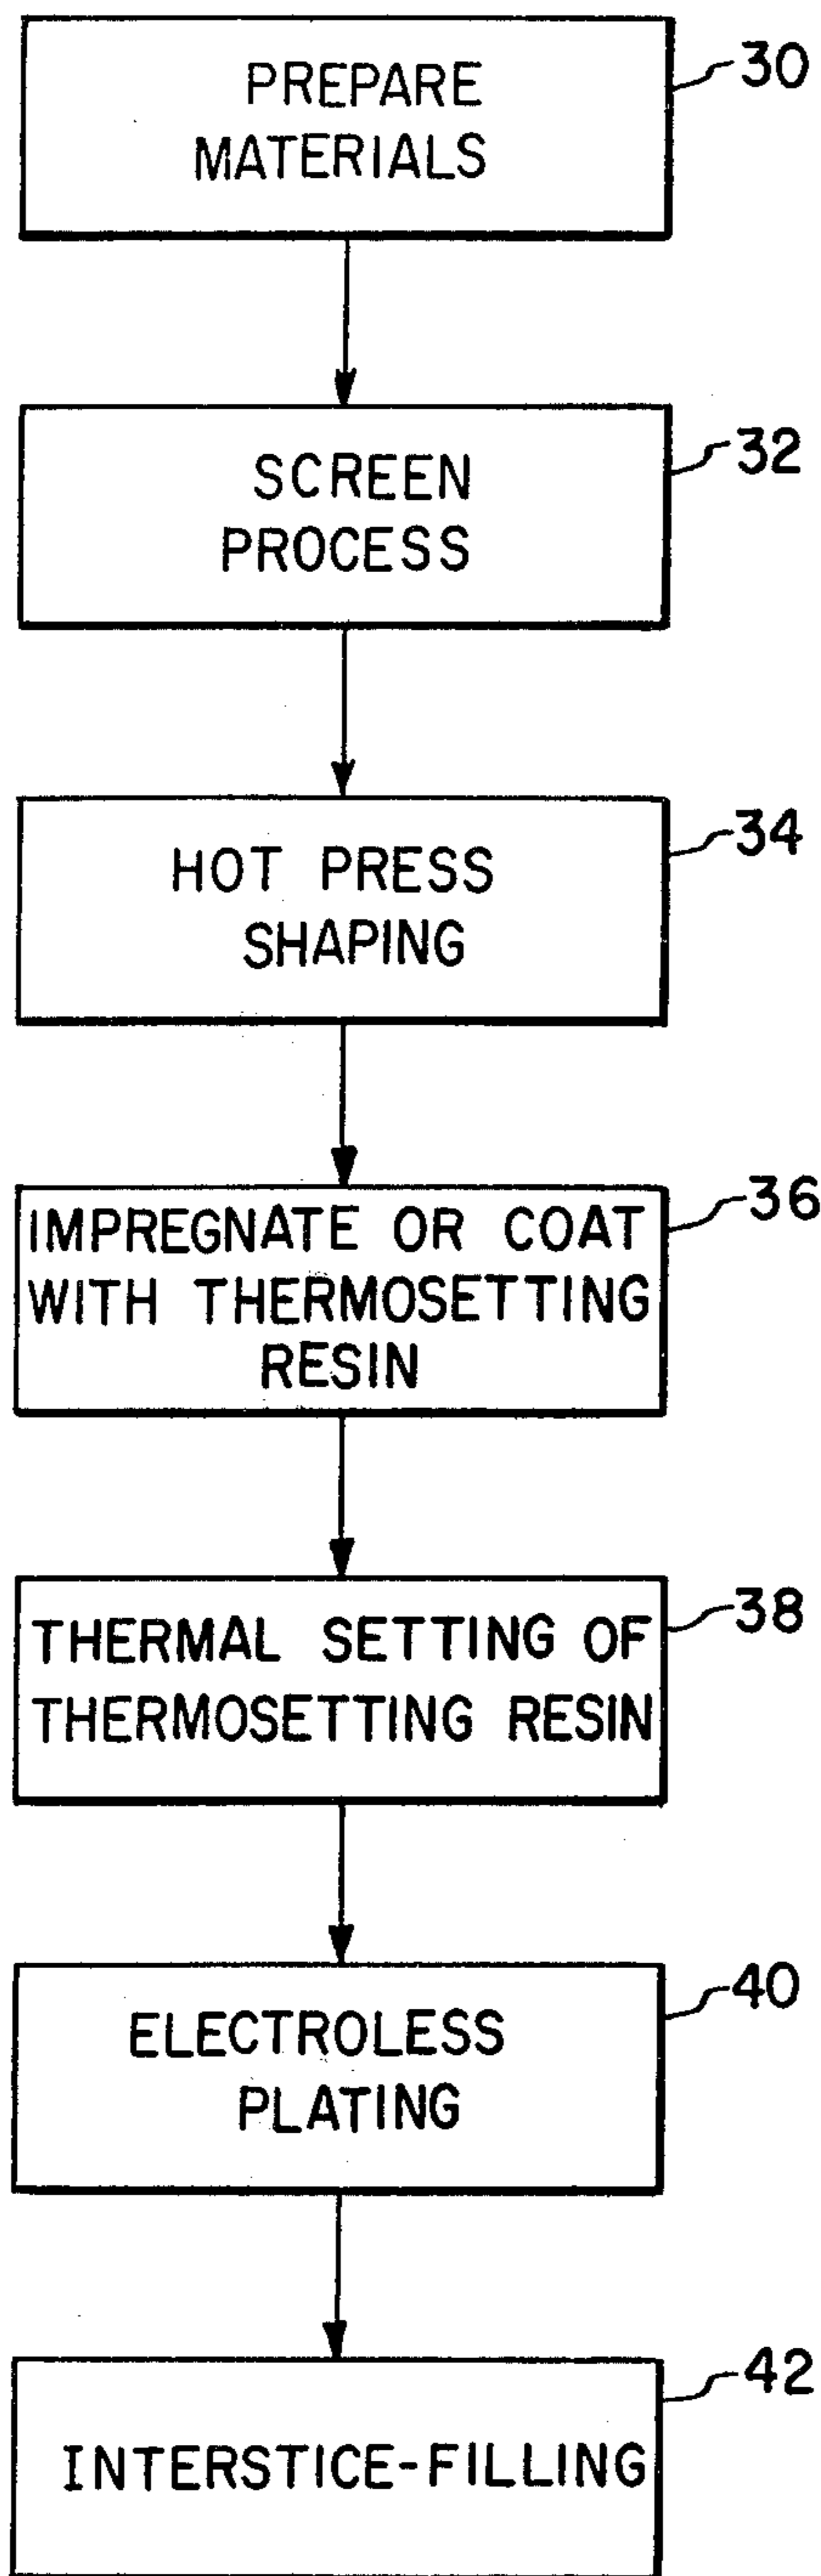 PREPARE
MATERIALS
30
SCREEN
PROCESS
32
HOT PRESS
SHAPING
34
IMPREGNATE OR COAT
WITH THERMOSETTING
RESIN
36
THERMAL SETTING OF
THERMOSETTING RESIN
38
ELECTROLESS
PLATING
40
INTERSTICE-FILLING
42